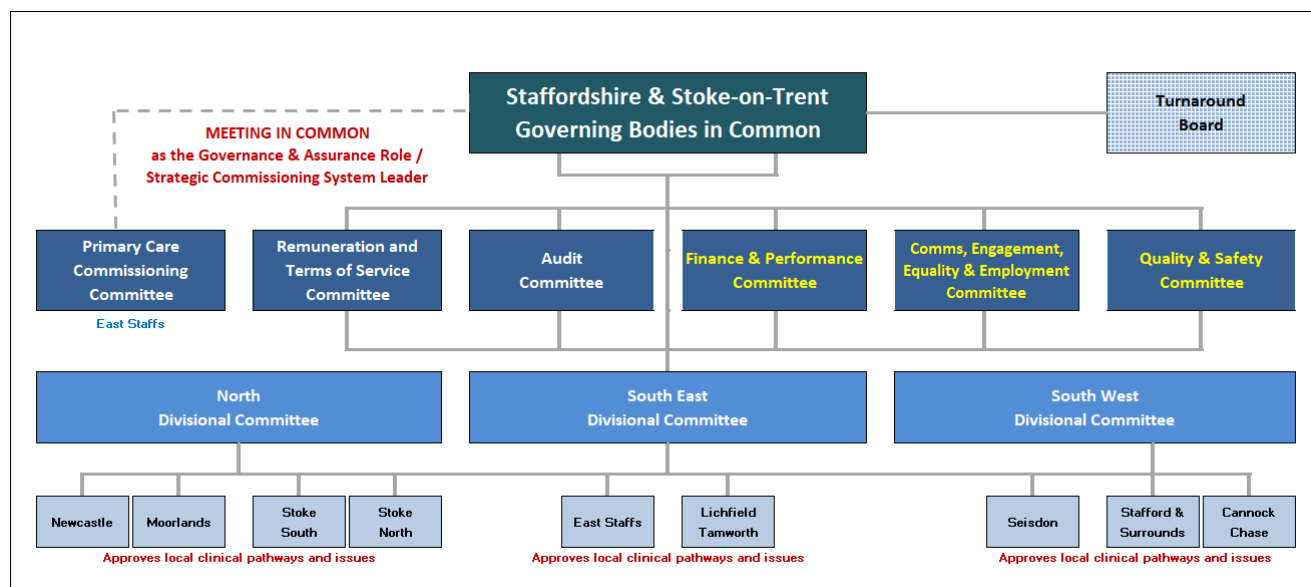 Staffordshire & Stoke-on-Trent
Governing Bodies in Common
Turnaround
Board
MEETING IN COMMON
as the Governance & Assurance Role /
Strategic Commissioning System Leader
Primary Care
Commissioning
Committee
East Staffs
Remuneration and
Terms of Service
Committee
Audit
Committee
Finance & Performance
Committee
Comms, Engagement,
Equality & Employment
Committee
Quality & Safety
Committee
North
Divisional Committee
South East
Divisional Committee
South West
Divisional Committee
Newcastle
Moorlands
Stoke
South
Stoke
North
Approves local clinical pathways and issues
East Staffs
Lichfield
Tamworth
Approves local clinical pathways and issues
Seisdon
Stafford &
Surrounds
Cannock
Chase
Approves local clinical pathways and issues